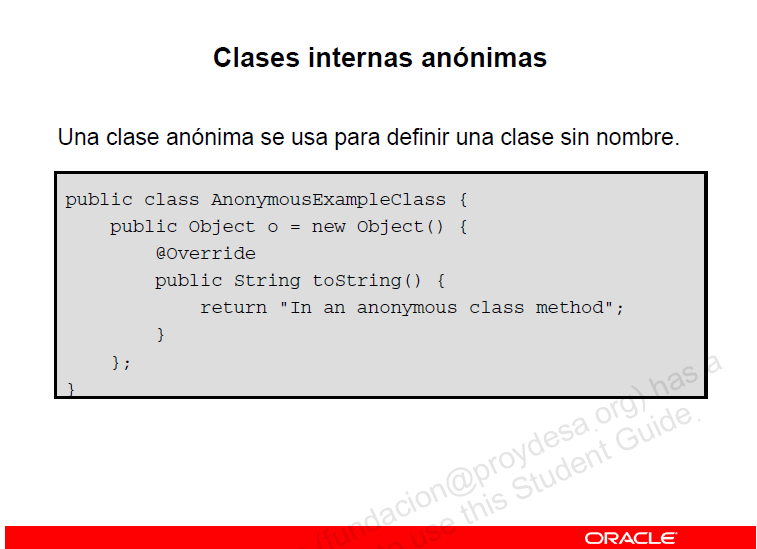 Clases internas anónimas
Una clase anónima se usa para definir una clase sin nombre.
public class AnonymousExampleClass {
    public Object o = new Object() {
        @Override
        public String toString() {
            return "In an anonymous class method";
        }
    };
}
(fundacion@proydesa.org) has a
to use this Student Guide.
ORACLE